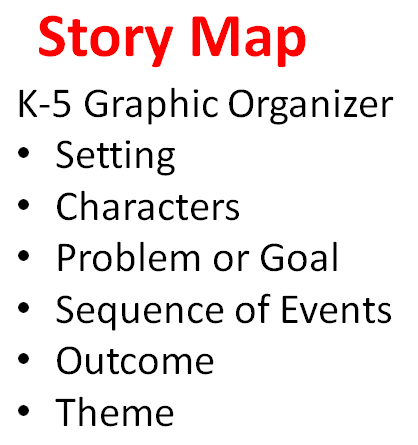 Story Map
K-5 Graphic Organizer
• Setting
• Characters
• Problem or Goal
• Sequence of Events
• Outcome
• Theme